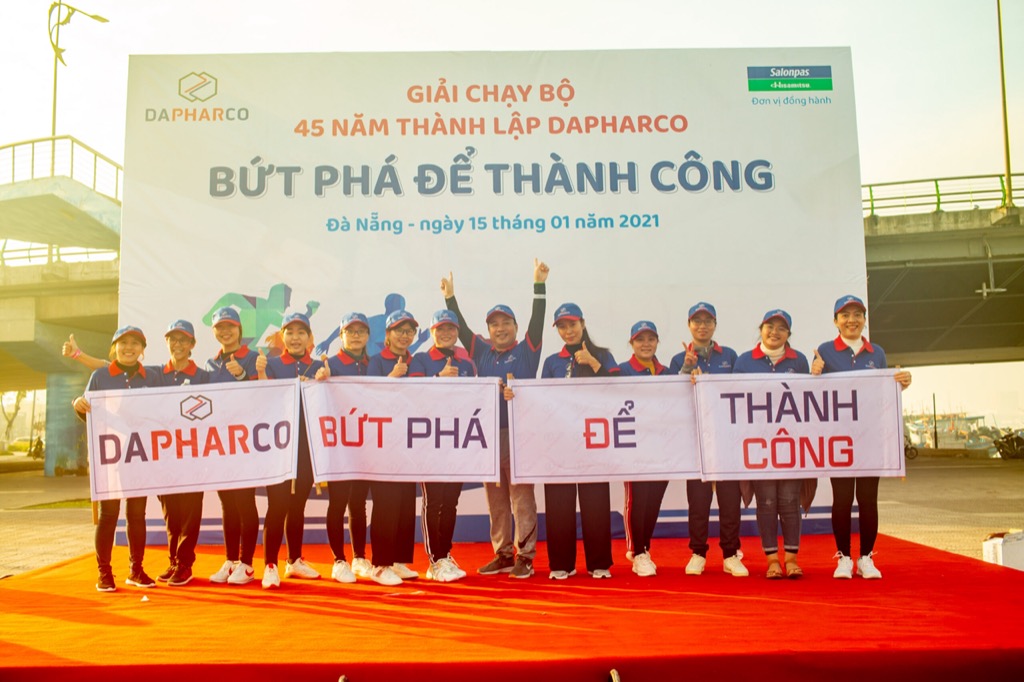 DAPHARCO
GIẢI CHẠY BỘ
45 NĂM THÀNH LẬP DAPHARCO
BỨT PHÁ ĐỂ THÀNH CÔNG
Đà Nẵng - ngày 15 tháng 01 năm 2021
Salonpas
HISAMITSU
Đơn vị đồng hành
DAPHARCO
BỨT PHÁ
ĐỂ
THÀNH
CÔNG